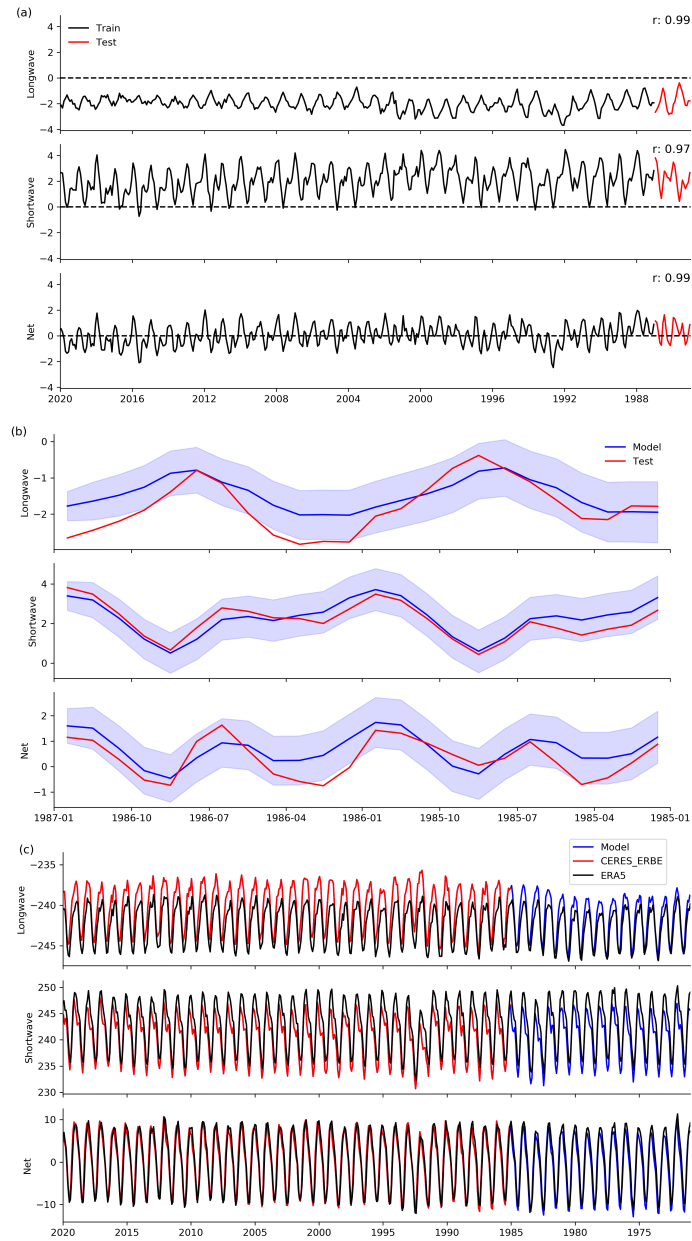 (a)
r: 0.99
4
2
0
−2
−4
Longwave
Train
Test
r: 0.97
4
2
0
−2
−4
Shortwave
r: 0.99
4
2
0
−2
−4
Net
2020 2016 2012 2008 2004 2000 1996 1992 1988
(b)
0
−1
−2
Longwave
Model
Test
4
2
0
Shortwave
2
1
0
−1
Net
1987-01 1986-10 1986-07 1986-04 1986-01 1985-10 1985-07 1985-04 1985-01
(c)
Model
CERES_ERBE
ERA5
−235
−240
−245
Longwave
250
245
240
235
230
Shortwave
10
0
−10
Net
2020 2015 2010 2005 2000 1995 1990 1985 1980 1975